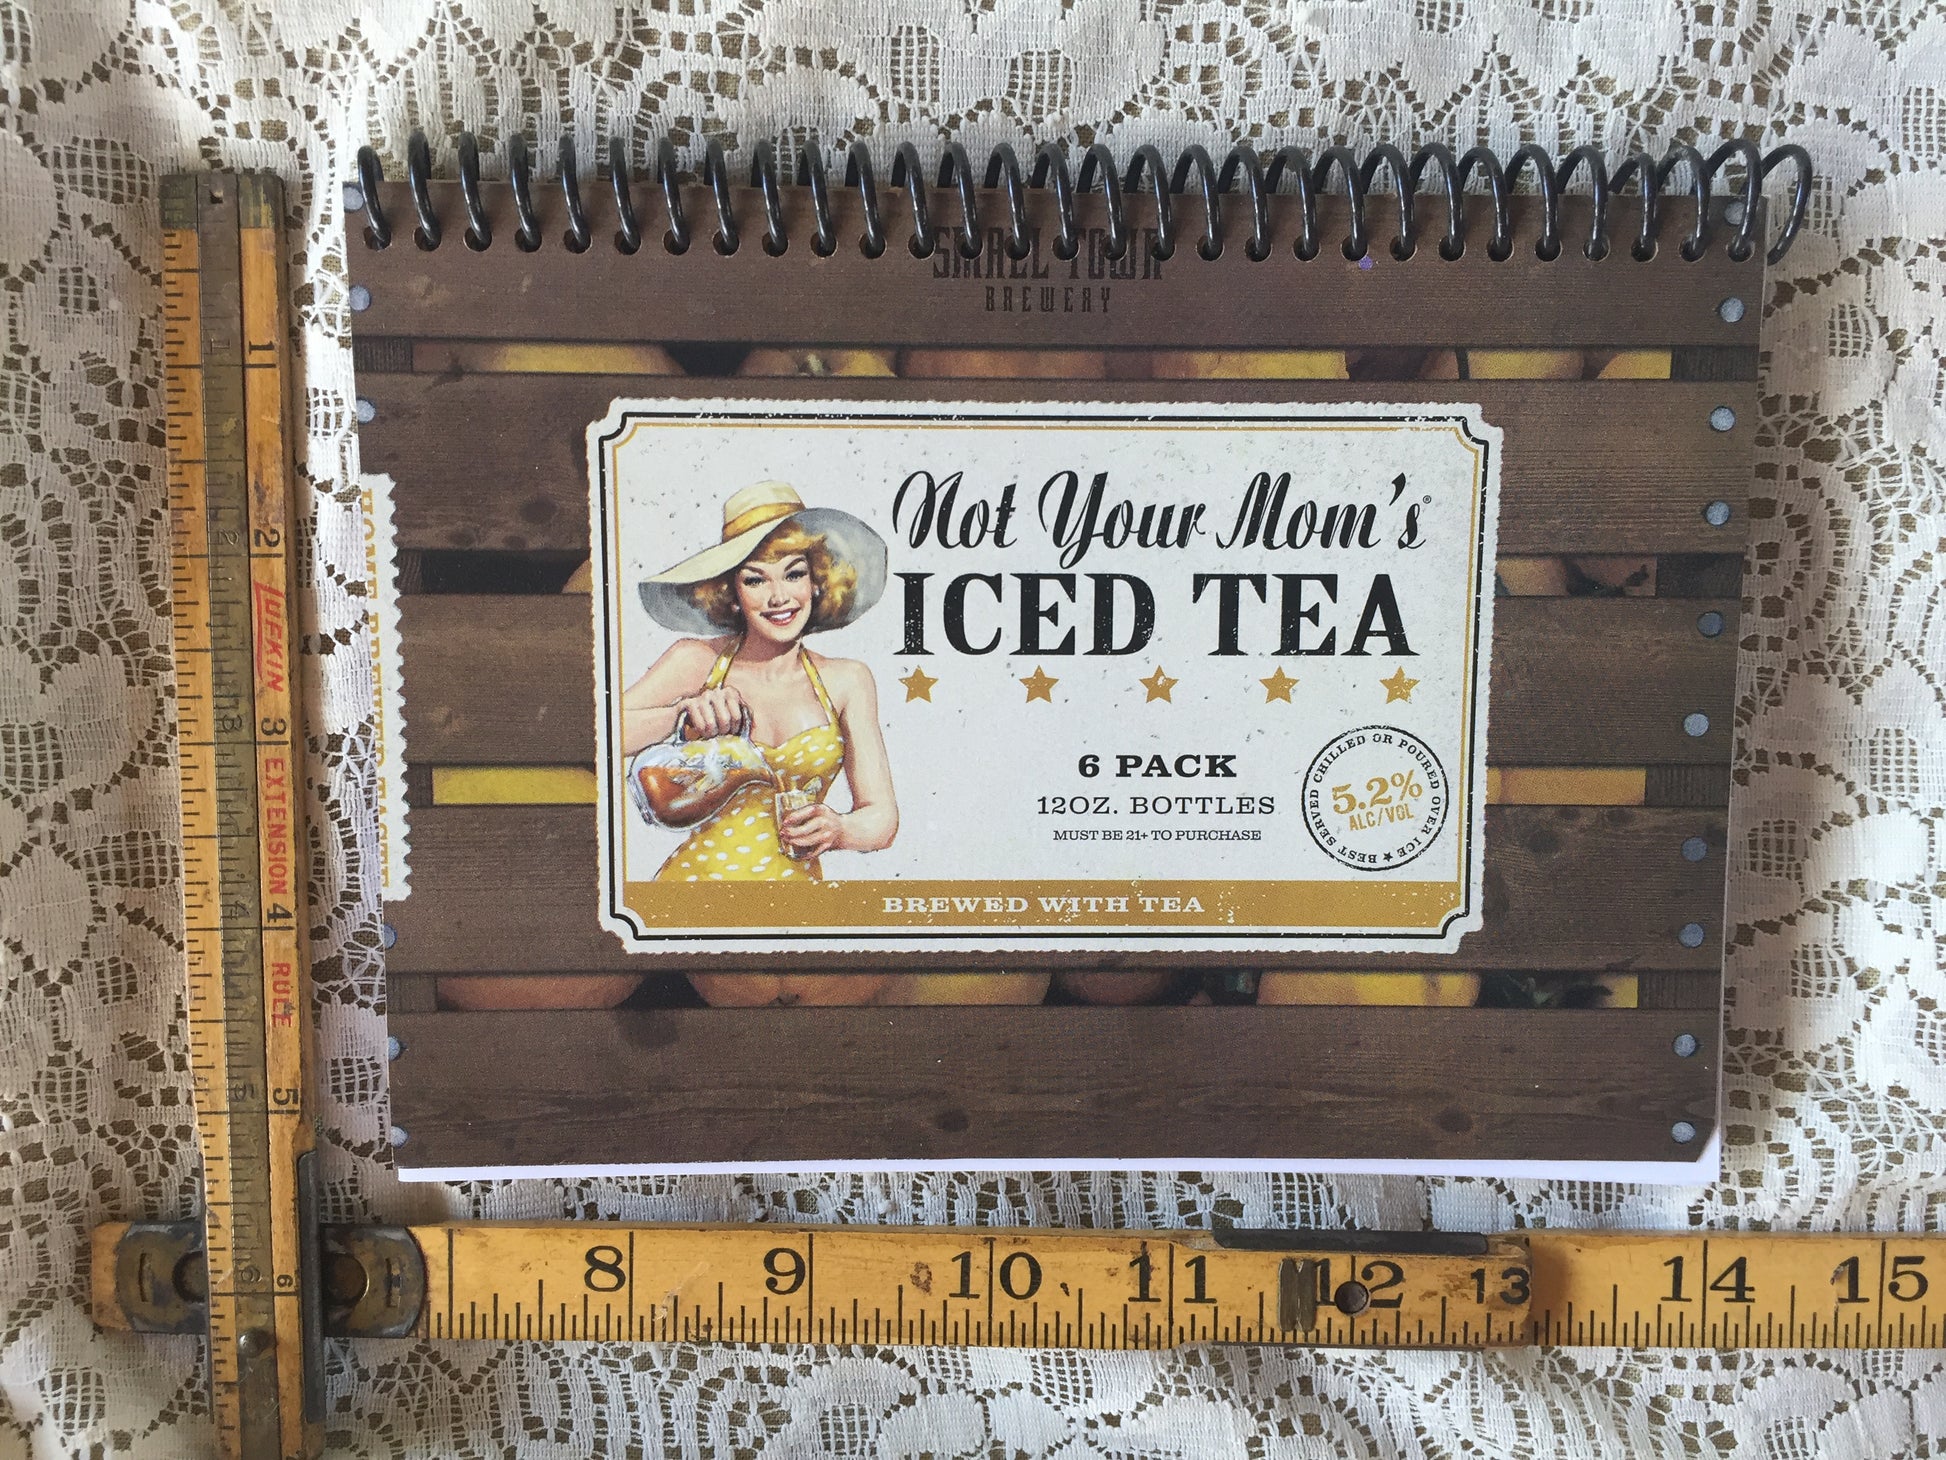 SMALL TOWN
BREWERY
Not Your Mom's®
ICED TEA
6 PACK
12OZ. BOTTLES
MUST BE 21+ TO PURCHASE
BEST SERVED CHILLED OR POURED OVER ICE ★
5.2%
ALC/VOL
BREWED WITH TEA
1 2 3 4 5 6
LUFKIN EXTENSION RULE
8 9 10 11 12 13 14 15